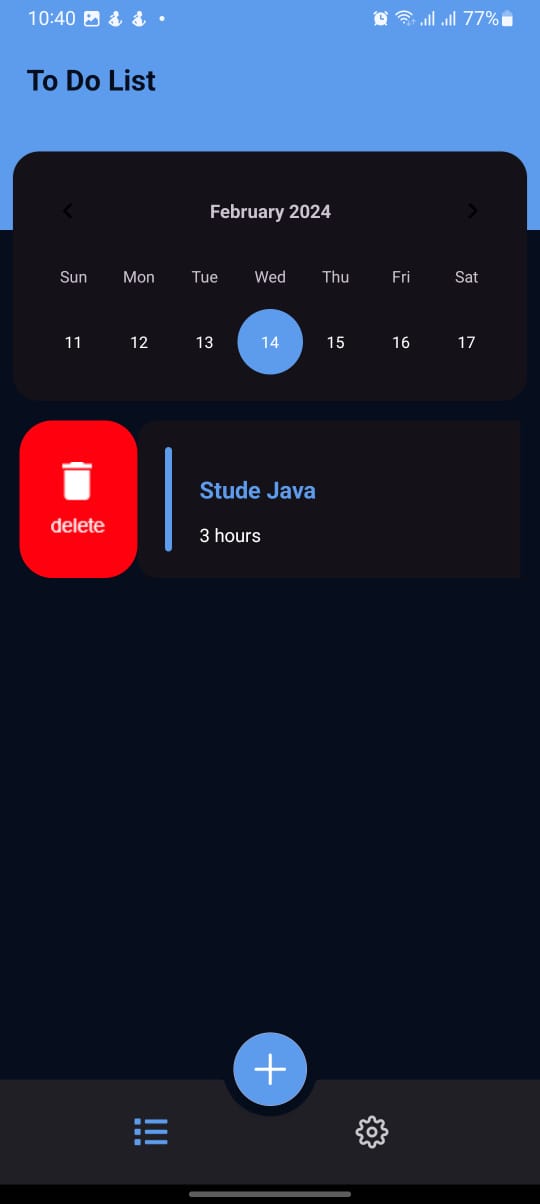 10:40 77%
To Do List
February 2024
Sun Mon Tue Wed Thu Fri Sat
11 12 13 14 15 16 17
Stude Java
delete
3 hours